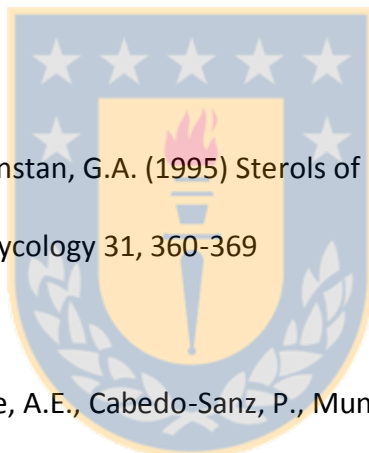 nstan, G.A. (1995) Sterols of
ycology 31, 360-369
e, A.E., Cabedo-Sanz, P., Mun